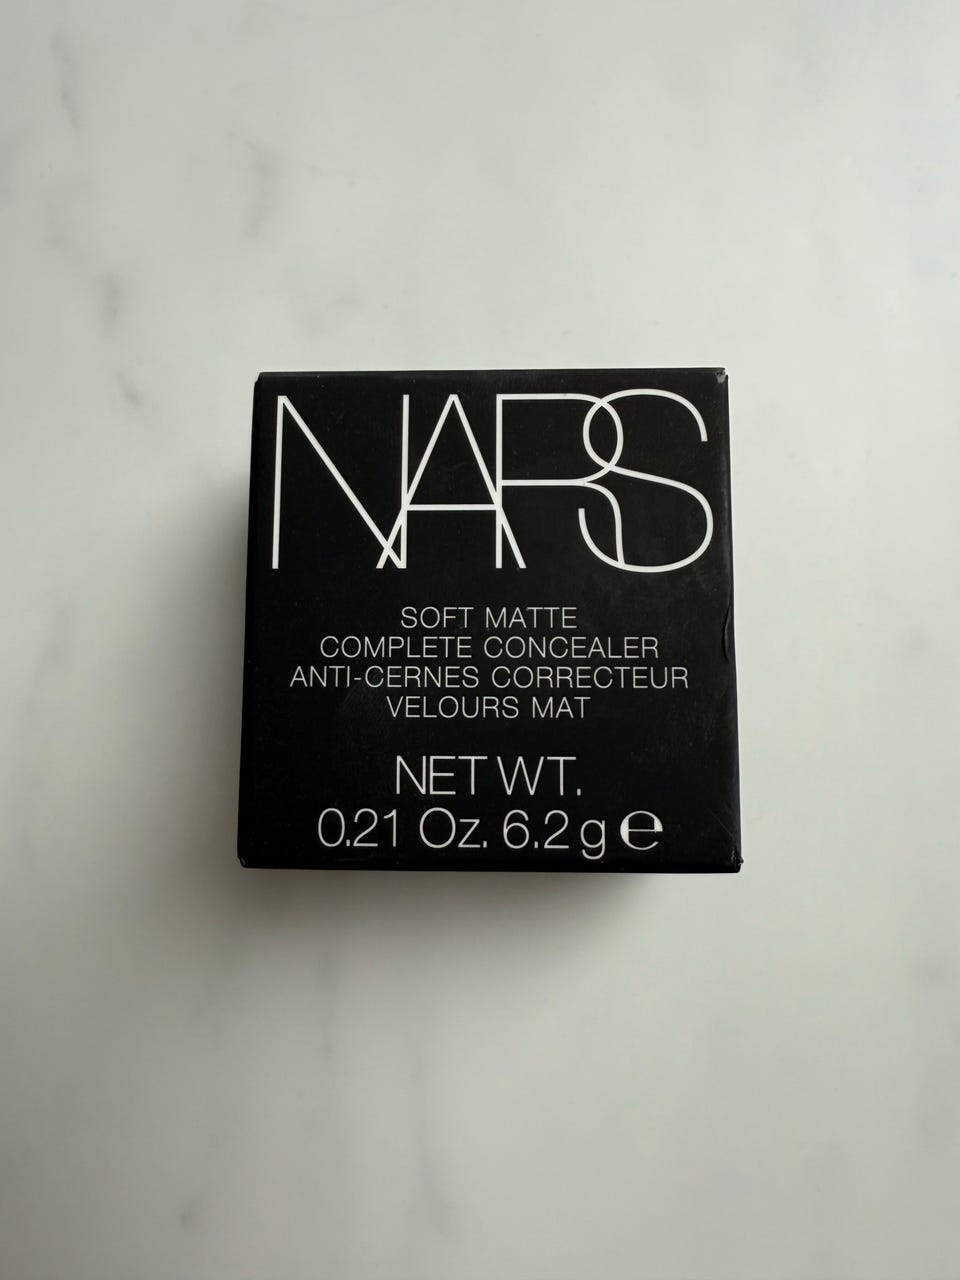 NARS
SOFT MATTE
COMPLETE CONCEALER
ANTI-CERNES CORRECTEUR
VELOURS MAT
NET WT.
0.21 Oz. 6.2 g ℮